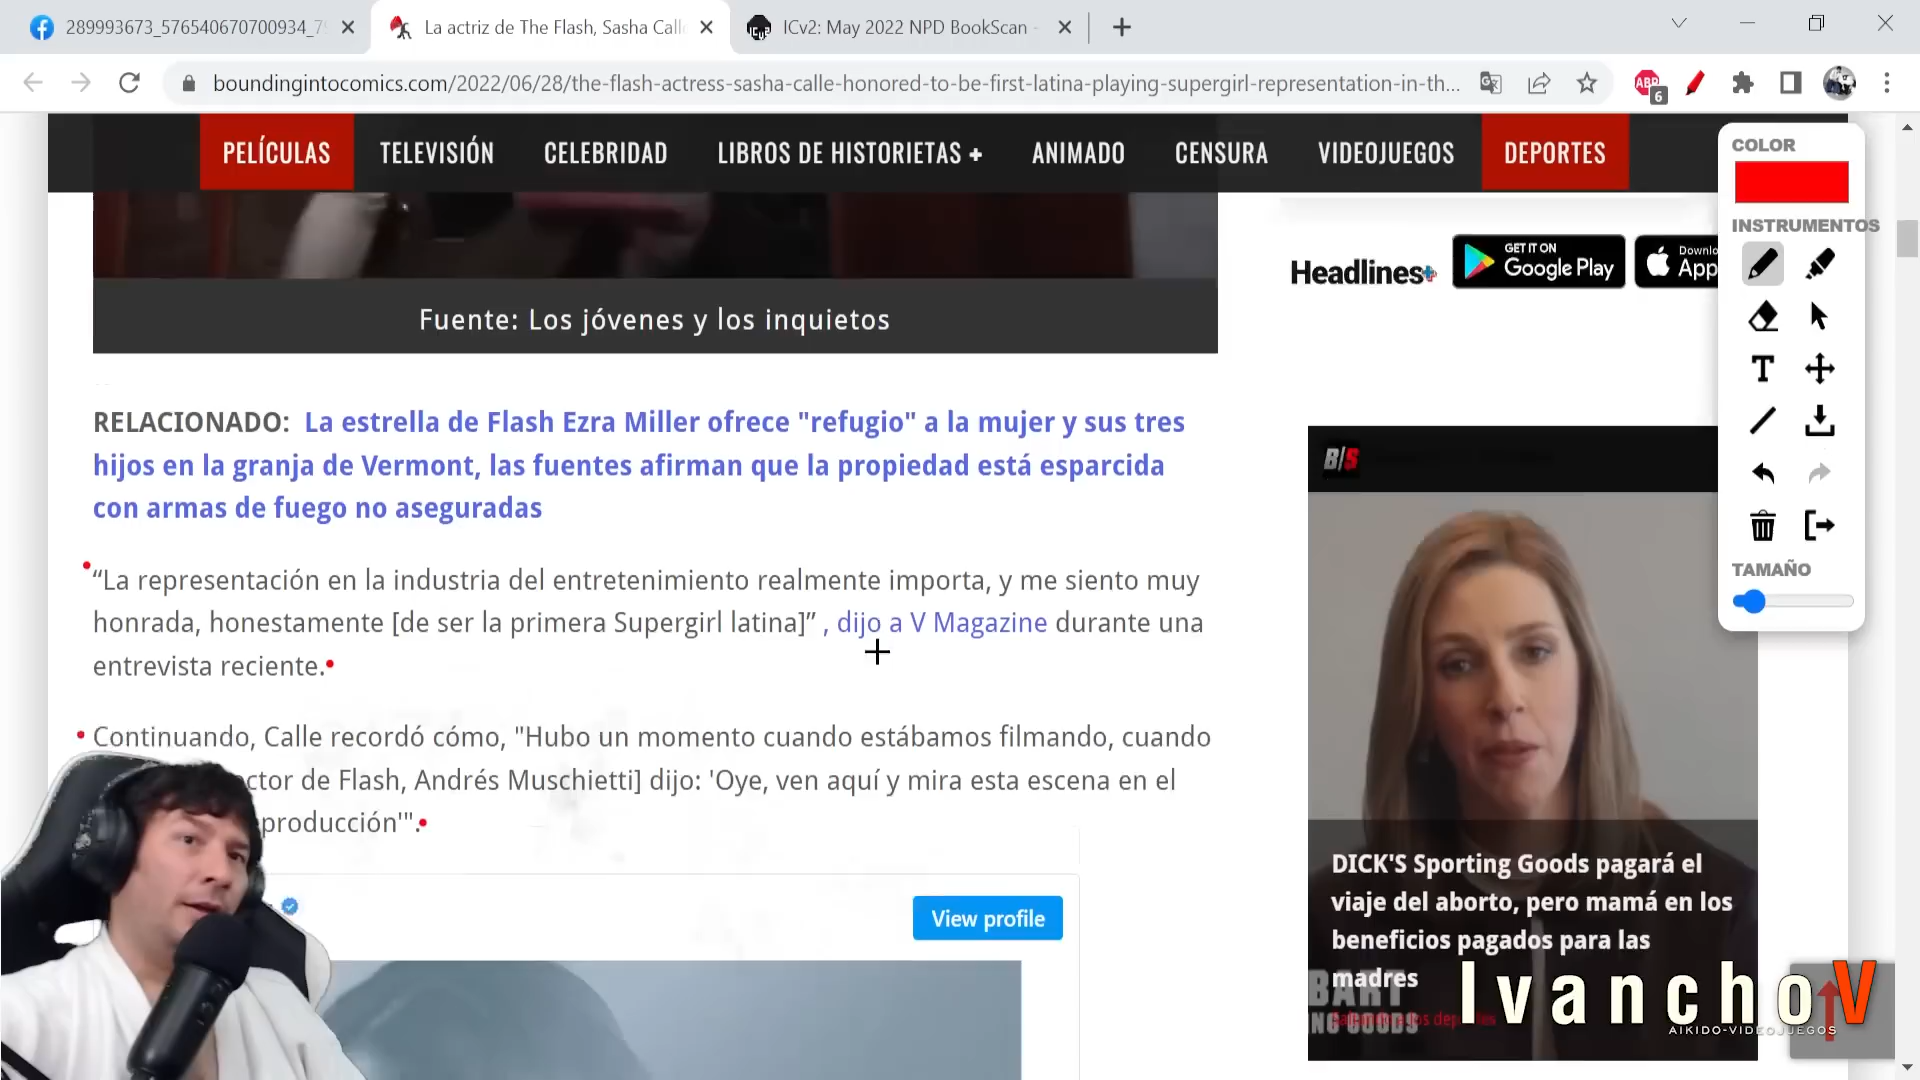 289993673_576540670700934_7
La actriz de The Flash, Sasha Calle
ICv2: May 2022 NPD BookScan -
boundingintocomics.com/2022/06/28/the-flash-actress-sasha-calle-honored-to-be-first-latina-playing-supergirl-representation-in-th...
ABP
6
PELÍCULAS
TELEVISIÓN
CELEBRIDAD
LIBROS DE HISTORIETAS +
ANIMADO
CENSURA
VIDEOJUEGOS
DEPORTES
COLOR
INSTRUMENTOS
TAMAÑO
Headlines+
GET IT ON
Google Play
Downlo
App
Fuente: Los jóvenes y los inquietos
RELACIONADO: La estrella de Flash Ezra Miller ofrece "refugio" a la mujer y sus tres
hijos en la granja de Vermont, las fuentes afirman que la propiedad está esparcida
con armas de fuego no aseguradas
“La representación en la industria del entretenimiento realmente importa, y me siento muy
honrada, honestamente [de ser la primera Supergirl latina]” , dijo a V Magazine durante una
entrevista reciente.
Continuando, Calle recordó cómo, "Hubo un momento cuando estábamos filmando, cuando
ctor de Flash, Andrés Muschietti] dijo: 'Oye, ven aquí y mira esta escena en el
producción'".
View profile
B/S
DICK'S Sporting Goods pagará el
viaje del aborto, pero mamá en los
beneficios pagados para las
madres
IvanchoV
AIKIDO-VIDEOJUEGOS